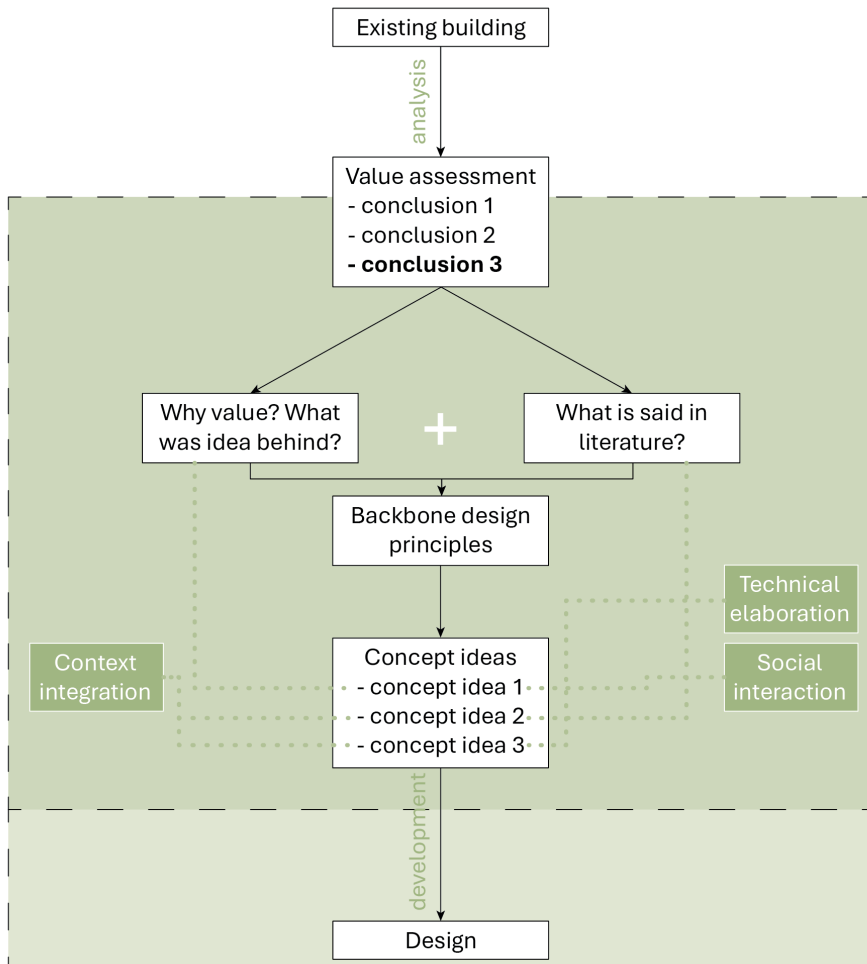 Existing building
analysis
Value assessment
- conclusion 1
- conclusion 2
- conclusion 3
Why value? What
was idea behind?
+
What is said in
literature?
Backbone design
principles
Technical
elaboration
Context
integration
Concept ideas
- concept idea 1
- concept idea 2
- concept idea 3
Social
interaction
development
Design